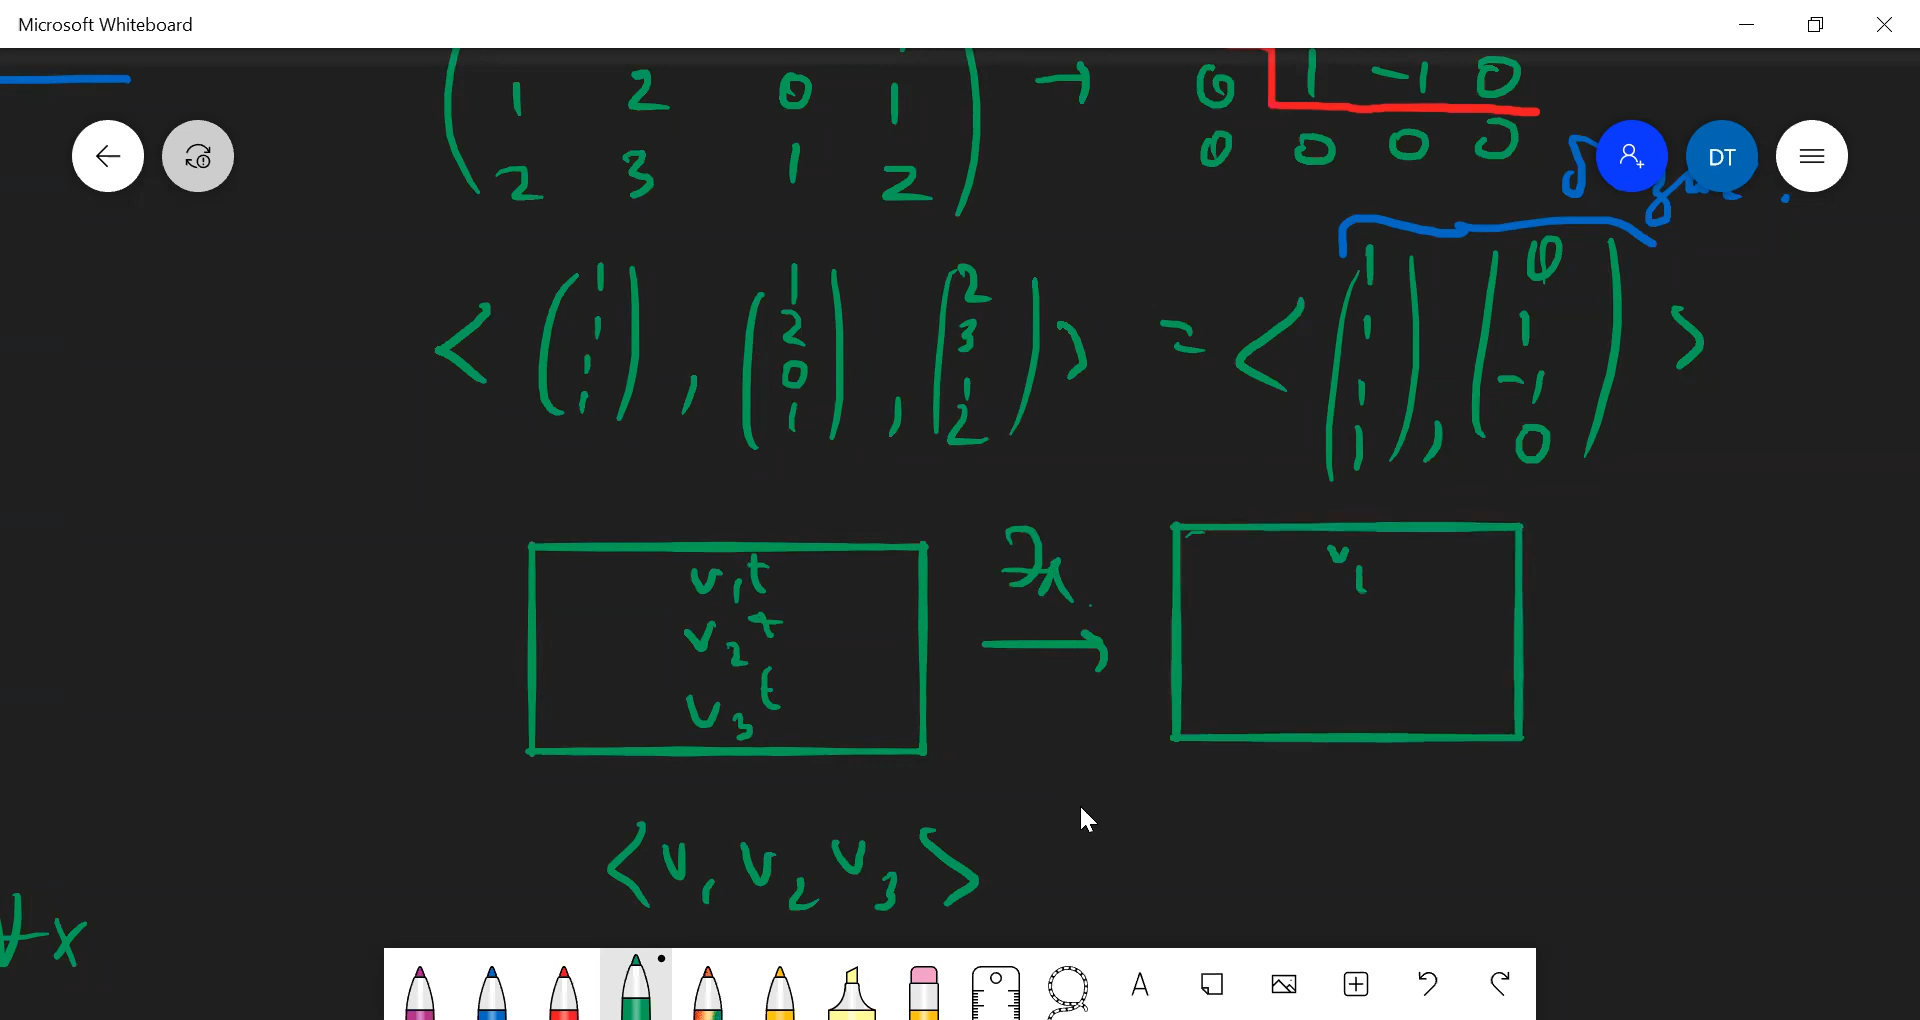 Microsoft Whiteboard
1 2 0 1 → 0 1 -1 0
2 3 1 2 0 0 0 0
DT
< (1 1 1 1), (1 2 0 1), (2 3 1 2) > = < (1 1 1 1), (0 1 -1 0) >
v₁t
v₂t
v₃t
→
v₁
< v₁ v₂ v₃ >
x
A